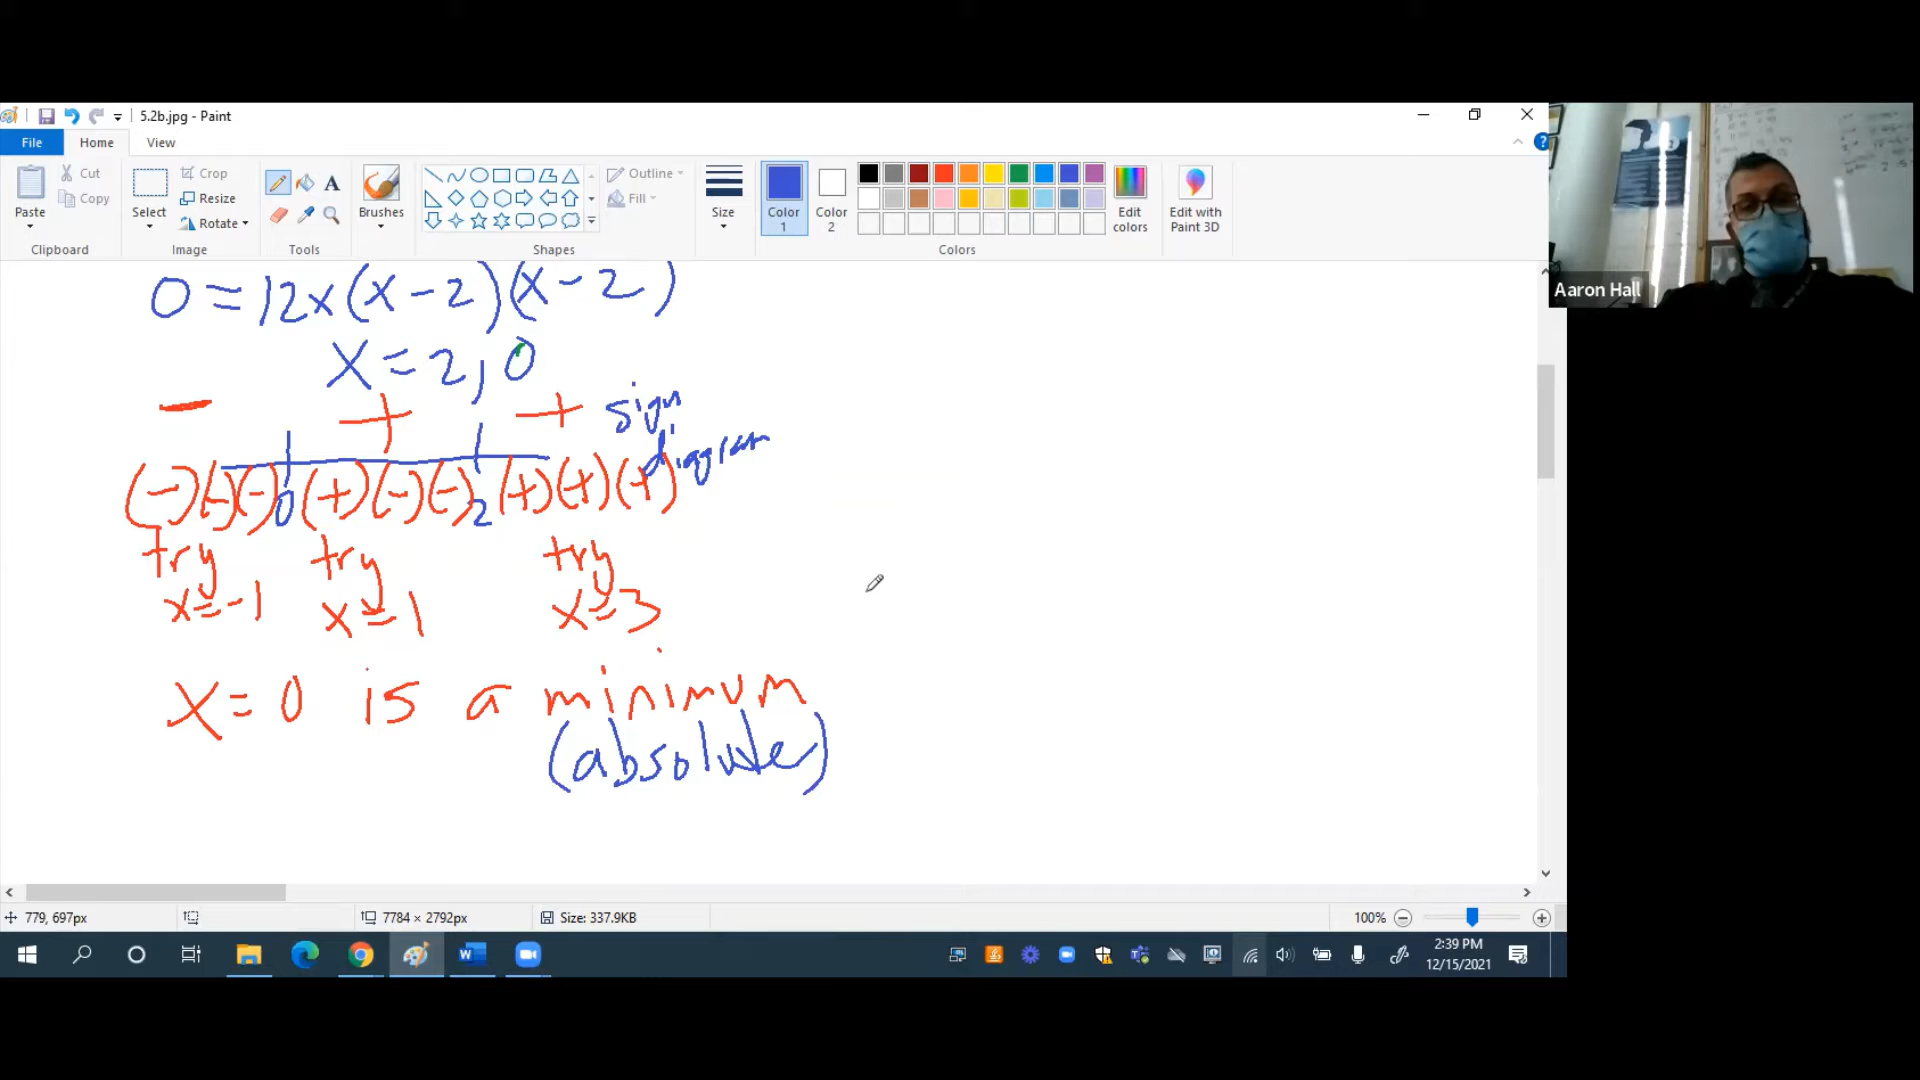 5.2b.jpg - Paint
File Home View
Paste Cut Copy Clipboard
Select Crop Resize Rotate Image
A Tools
Brushes
Outline Fill Shapes
Size
Color 1 Color 2 Edit colors Colors
Edit with Paint 3D
Aaron Hall
0 = 12x(x - 2)(x - 2)
x = 2, 0
- + + sign
diagram
(-)(-)(-) 0 (+)(-)(-) 2 (+)(+)(+)
try try try
x = -1 x = 1 x = 3
x = 0 is a minimum
(absolute)
779, 697px 7784 × 2792px Size: 337.9KB 100%
2:39 PM
12/15/2021